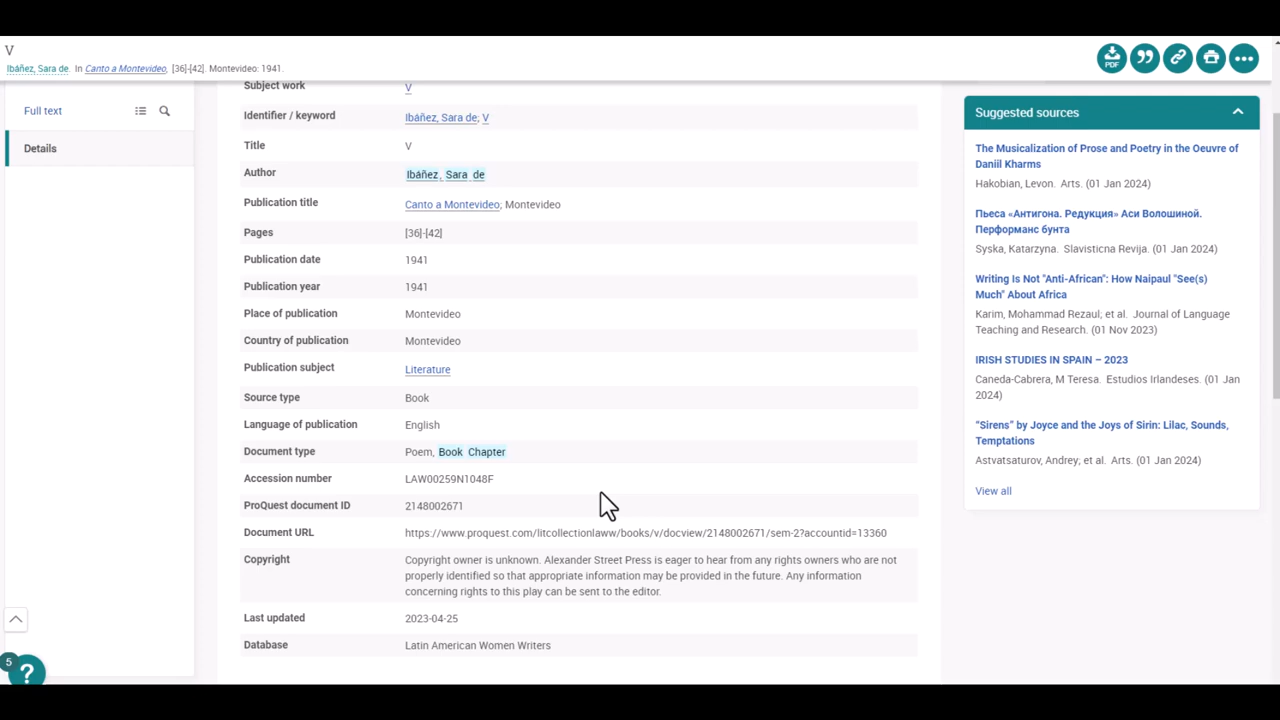 V
Ibáñez, Sara de. In Canto a Montevideo, [36]-[42]. Montevideo: 1941.
PDF
Full text
Details
Subject work V
Identifier / keyword Ibáñez, Sara de; V
Title V
Author Ibáñez, Sara de
Publication title Canto a Montevideo; Montevideo
Pages [36]-[42]
Publication date 1941
Publication year 1941
Place of publication Montevideo
Country of publication Montevideo
Publication subject Literature
Source type Book
Language of publication English
Document type Poem, Book Chapter
Accession number LAW00259N1048F
ProQuest document ID 2148002671
Document URL https://www.proquest.com/litcollectionlaww/books/v/docview/2148002671/sem-2?accountid=13360
Copyright Copyright owner is unknown. Alexander Street Press is eager to hear from any rights owners who are not
properly identified so that appropriate information may be provided in the future. Any information
concerning rights to this play can be sent to the editor.
Last updated 2023-04-25
Database Latin American Women Writers
Suggested sources
The Musicalization of Prose and Poetry in the Oeuvre of
Daniil Kharms
Hakobian, Levon. Arts. (01 Jan 2024)
Пьеса «Антигона. Редукция» Аси Волошиной.
Перформанс бунта
Syska, Katarzyna. Slavisticna Revija. (01 Jan 2024)
Writing Is Not "Anti-African": How Naipaul "See(s)
Much" About Africa
Karim, Mohammad Rezaul; et al. Journal of Language
Teaching and Research. (01 Nov 2023)
IRISH STUDIES IN SPAIN – 2023
Caneda-Cabrera, M Teresa. Estudios Irlandeses. (01 Jan
2024)
“Sirens” by Joyce and the Joys of Sirin: Lilac, Sounds,
Temptations
Astvatsaturov, Andrey; et al. Arts. (01 Jan 2024)
View all
5
?